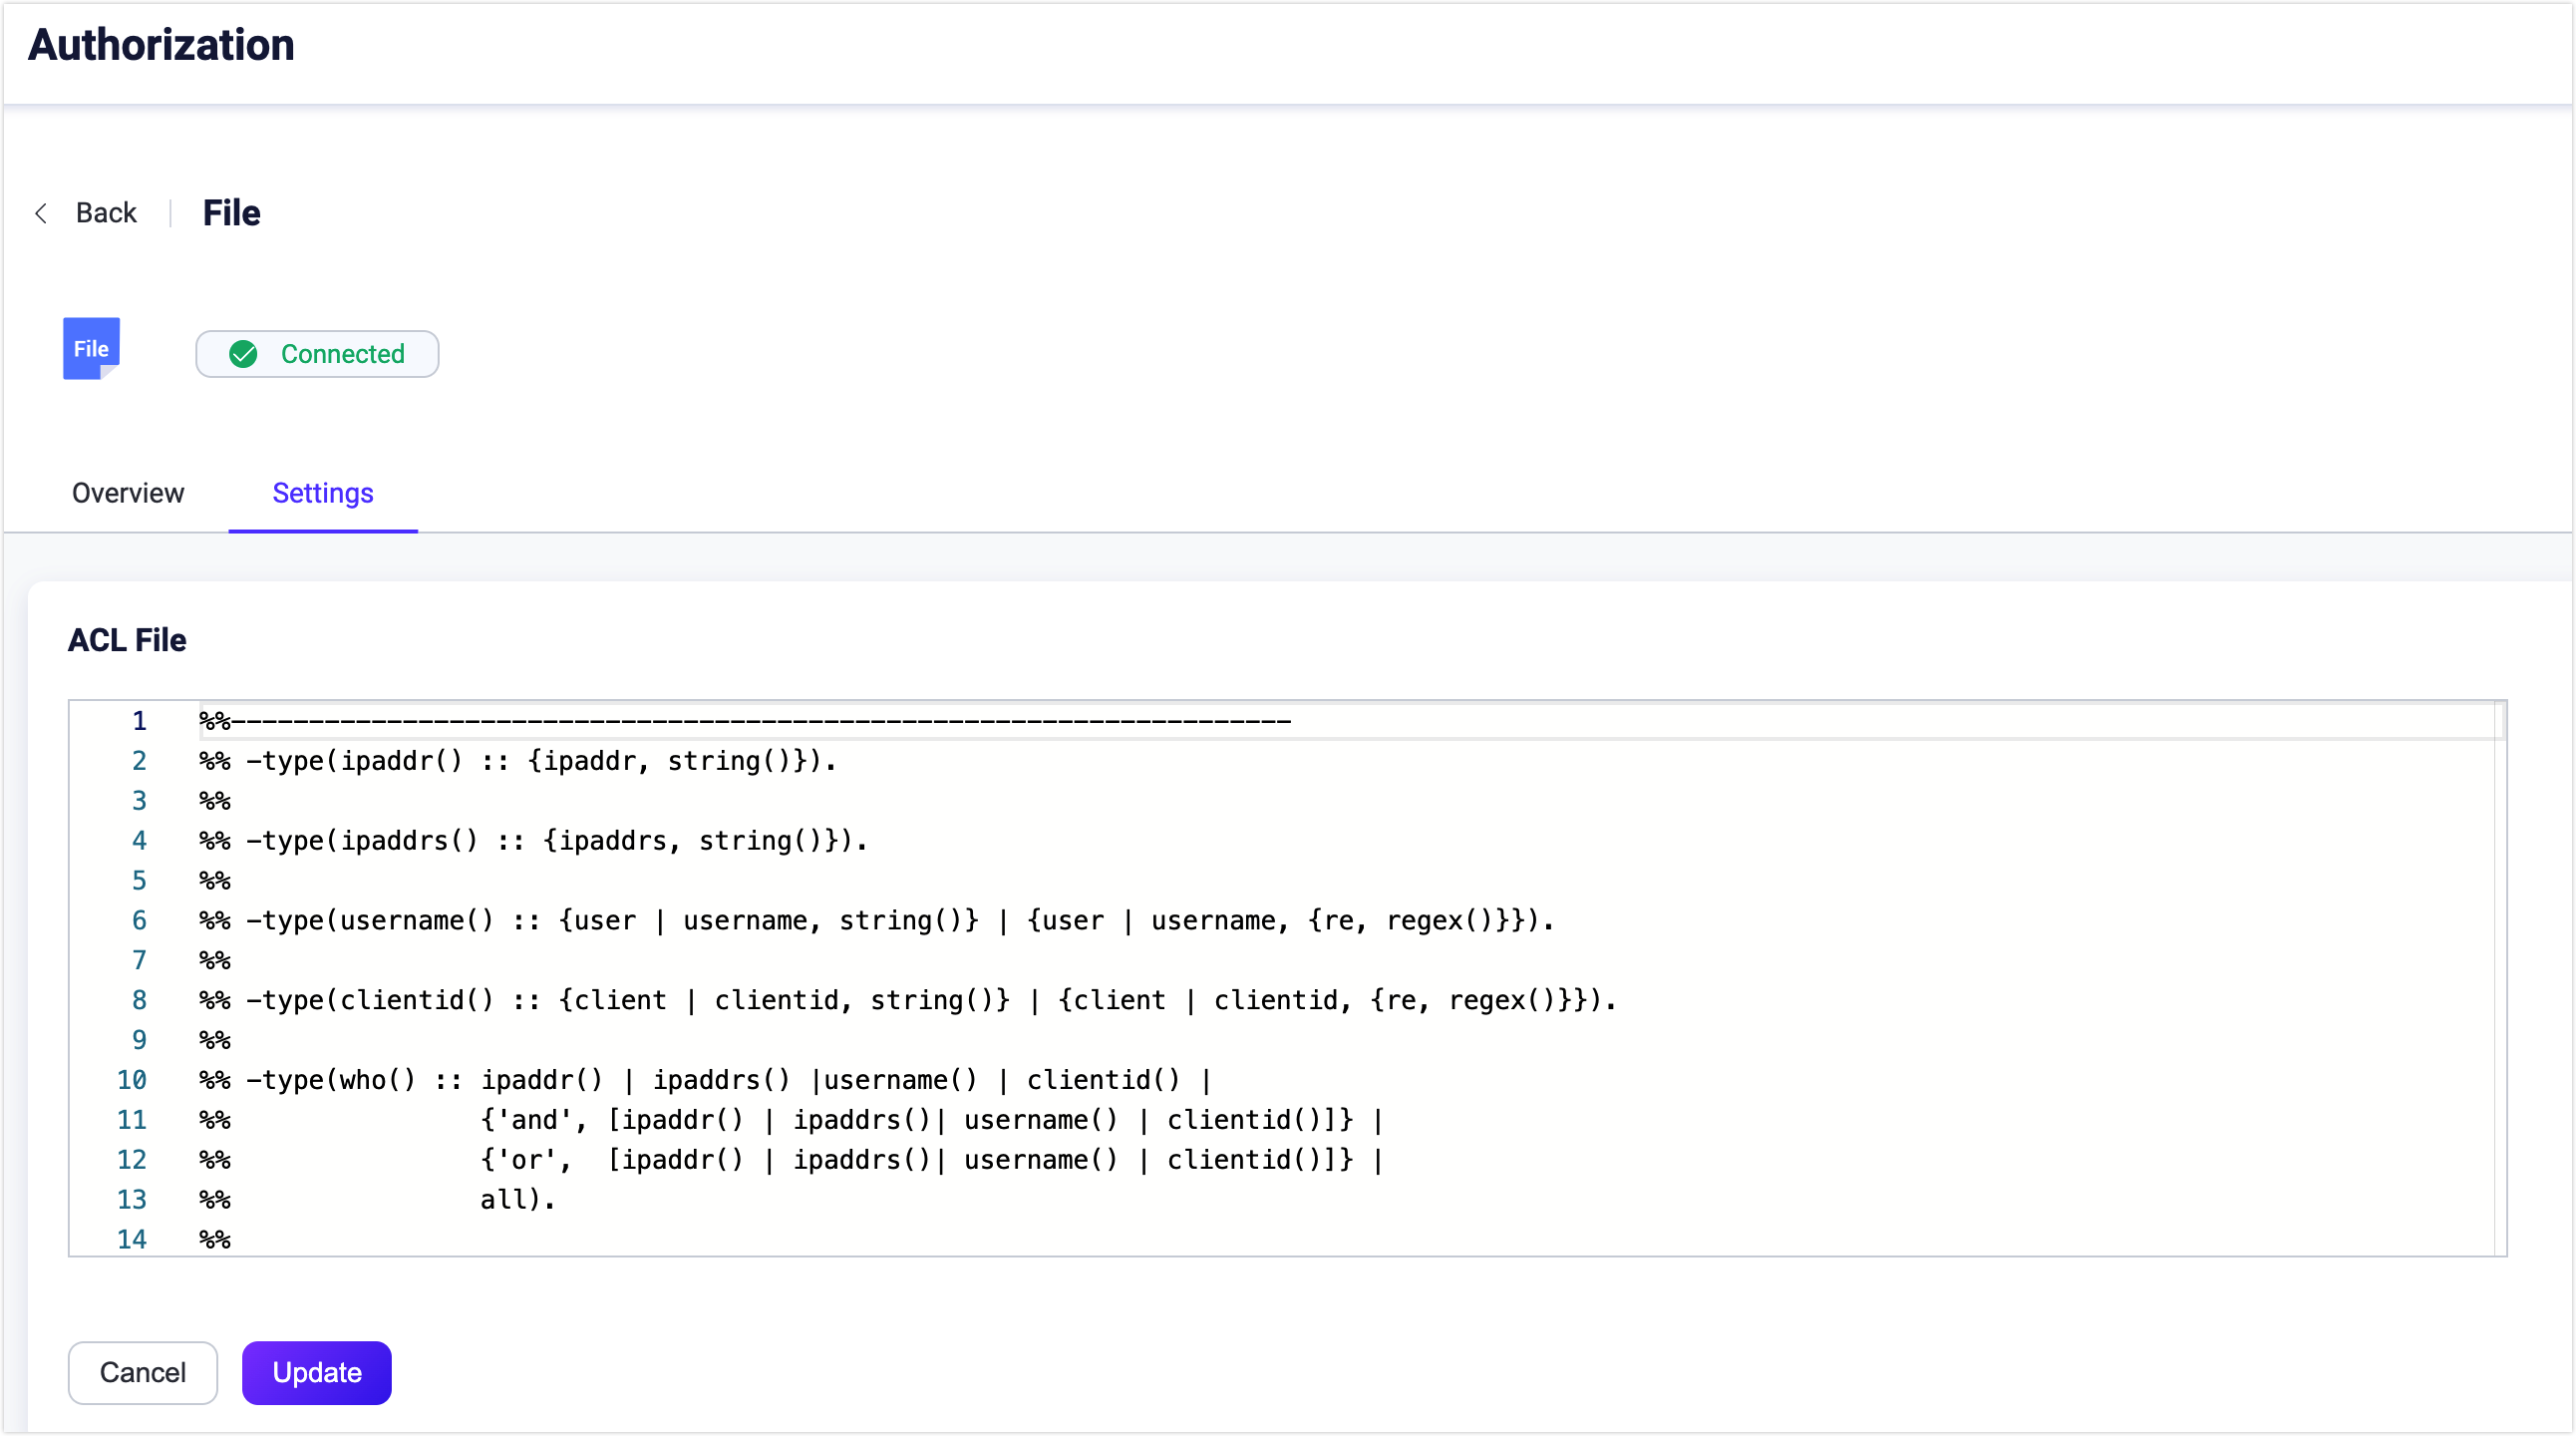 Authorization
Back | File
File
Connected
Overview Settings
ACL File
1 %%--------------------------------------------------------------------
2 %% -type(ipaddr() :: {ipaddr, string()}).
3 %%
4 %% -type(ipaddrs() :: {ipaddrs, string()}).
5 %%
6 %% -type(username() :: {user | username, string()} | {user | username, {re, regex()}}).
7 %%
8 %% -type(clientid() :: {client | clientid, string()} | {client | clientid, {re, regex()}}).
9 %%
10 %% -type(who() :: ipaddr() | ipaddrs() |username() | clientid() |
11 %%                {'and', [ipaddr() | ipaddrs()| username() | clientid()]} |
12 %%                {'or',  [ipaddr() | ipaddrs()| username() | clientid()]} |
13 %%                all).
14 %%
Cancel Update